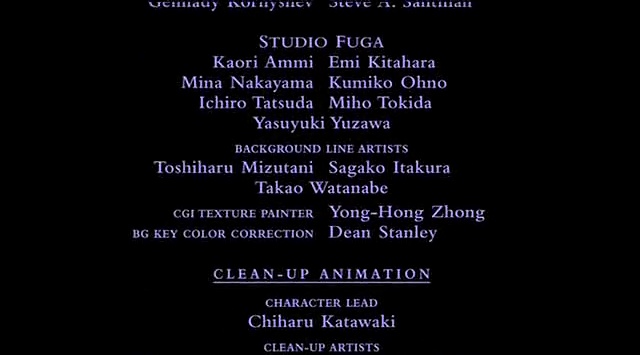 Gennady Kornyshev Steve A. Santillan
STUDIO FUGA
Kaori Ammi Emi Kitahara
Mina Nakayama Kumiko Ohno
Ichiro Tatsuda Miho Tokida
Yasuyuki Yuzawa
BACKGROUND LINE ARTISTS
Toshiharu Mizutani Sagako Itakura
Takao Watanabe
CGI TEXTURE PAINTER Yong-Hong Zhong
BG KEY COLOR CORRECTION Dean Stanley
CLEAN-UP ANIMATION
CHARACTER LEAD
Chiharu Katawaki
CLEAN-UP ARTISTS